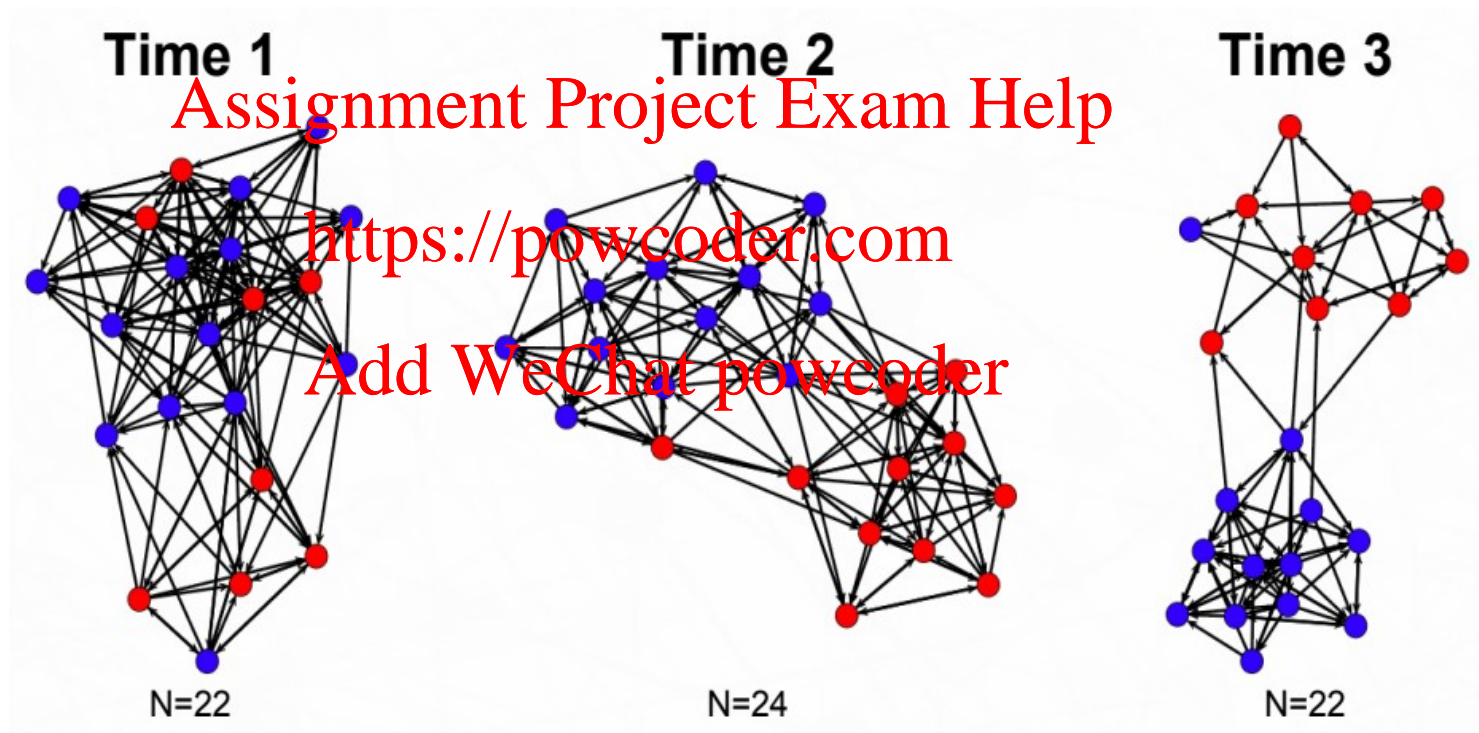 Time 1
Time 2
Time 3
Assignment Project Exam Help
https://powcoder.com
Add WeChat powcoder
N=22
N=24
N=22